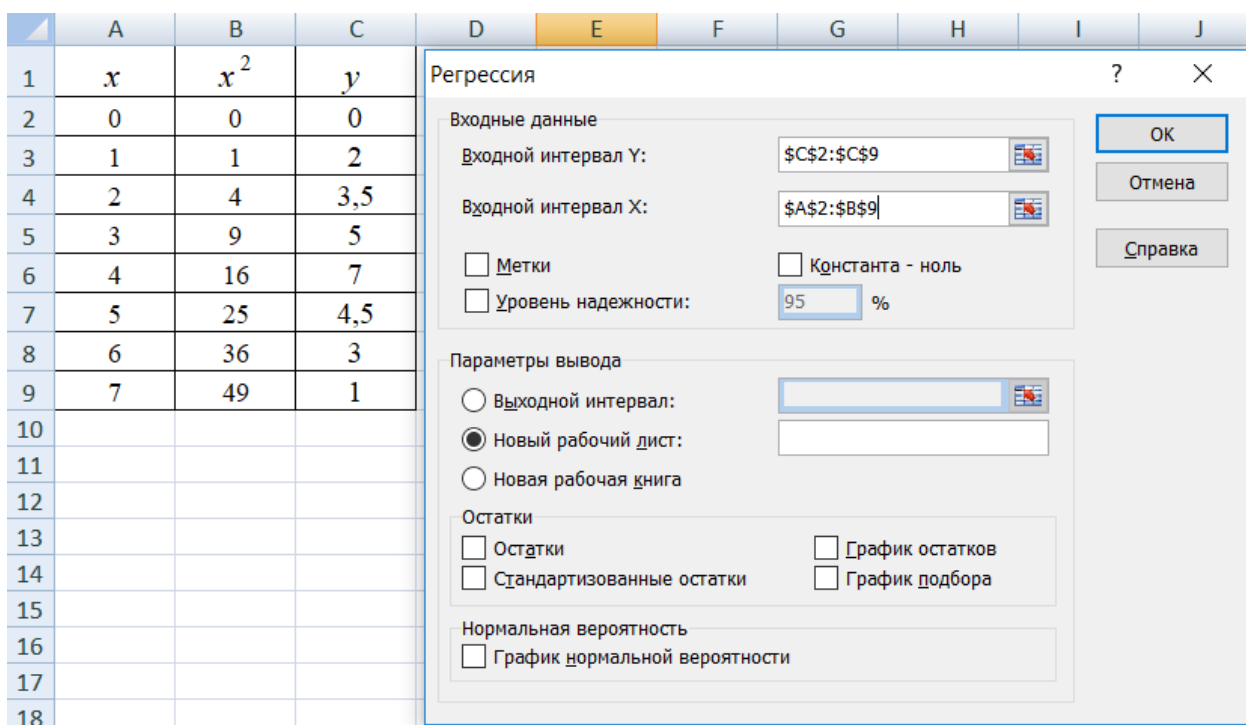 A B C D E F G H I J
1 x x² y
2 0 0 0
3 1 1 2
4 2 4 3,5
5 3 9 5
6 4 16 7
7 5 25 4,5
8 6 36 3
9 7 49 1
10
11
12
13
14
15
16
17
18
Регрессия ? ×
Входные данные
Входной интервал Y: $C$2:$C$9
Входной интервал X: $A$2:$B$9
Метки Константа - ноль
Уровень надежности: 95 %
OK
Отмена
Справка
Параметры вывода
Выходной интервал:
Новый рабочий лист:
Новая рабочая книга
Остатки
Остатки График остатков
Стандартизованные остатки График подбора
Нормальная вероятность
График нормальной вероятности